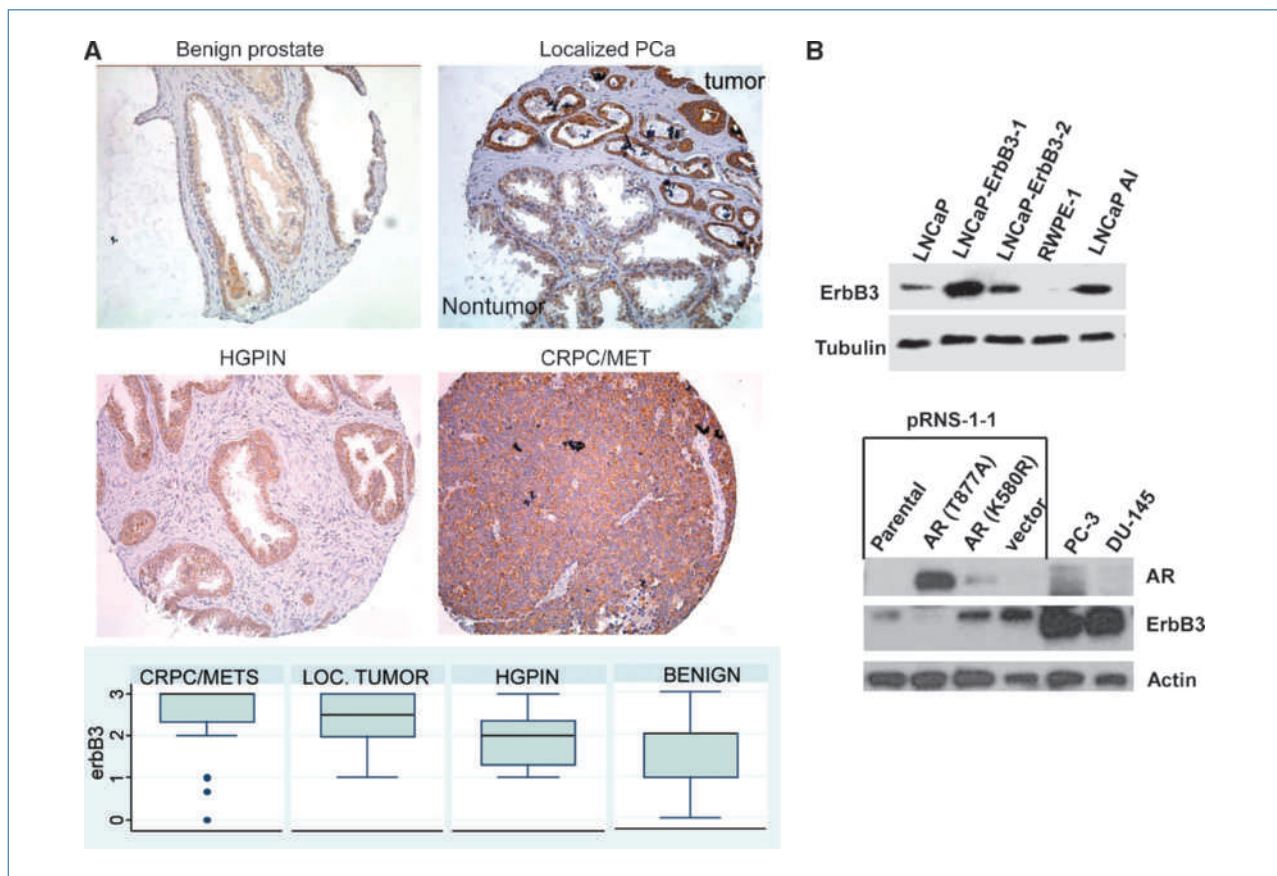 A
Benign prostate
Localized PCa
tumor
Nontumor
HGPIN
CRPC/MET
CRPC/METS
LOC. TUMOR
HGPIN
BENIGN
erbB3
3
2
1
0
B
LNCaP
LNCaP-ErbB3-1
LNCaP-ErbB3-2
RWPE-1
LNCaP AI
ErbB3
Tubulin
pRNS-1-1
Parental
AR (T877A)
AR (K580R)
vector
PC-3
DU-145
AR
ErbB3
Actin